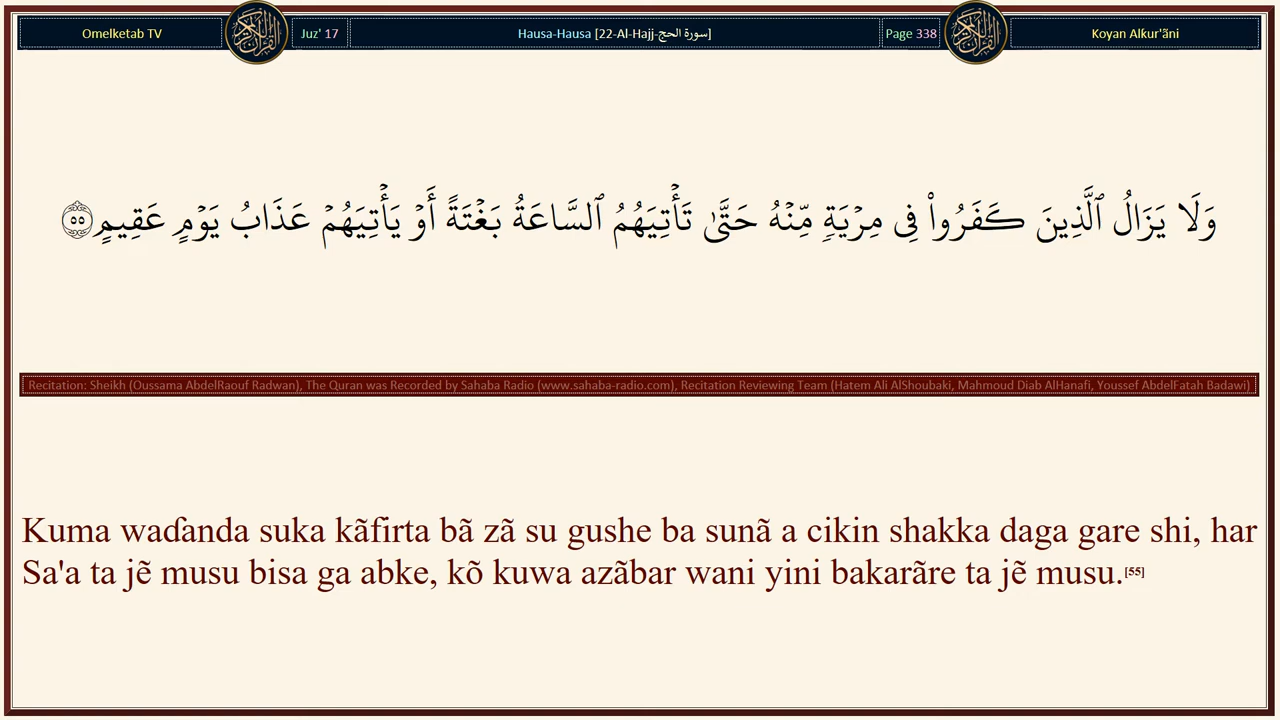 Omelketab TV
Juz' 17
Hausa-Hausa [22-Al-Hajj-سورة الحج]
Page 338
Koyan Alƙur'ãni
وَلَا يَزَالُ ٱلَّذِينَ كَفَرُوا۟ فِى مِرْيَةٍۢ مِّنْهُ حَتَّىٰ تَأْتِيَهُمُ ٱلسَّاعَةُ بَغْتَةً أَوْ يَأْتِيَهُمْ عَذَابُ يَوْمٍ عَقِيمٍ ٥٥
Recitation: Sheikh (Oussama AbdelRaouf Radwan), The Quran was Recorded by Sahaba Radio (www.sahaba-radio.com), Recitation Reviewing Team (Hatem Ali AlShoubaki, Mahmoud Diab AlHanafi, Youssef AbdelFatah Badawi)
Kuma waɗanda suka kãfirta bã zã su gushe ba sunã a cikin shakka daga gare shi, har
Sa'a ta jẽ musu bisa ga abke, kõ kuwa azãbar wani yini bakarãre ta jẽ musu.[55]